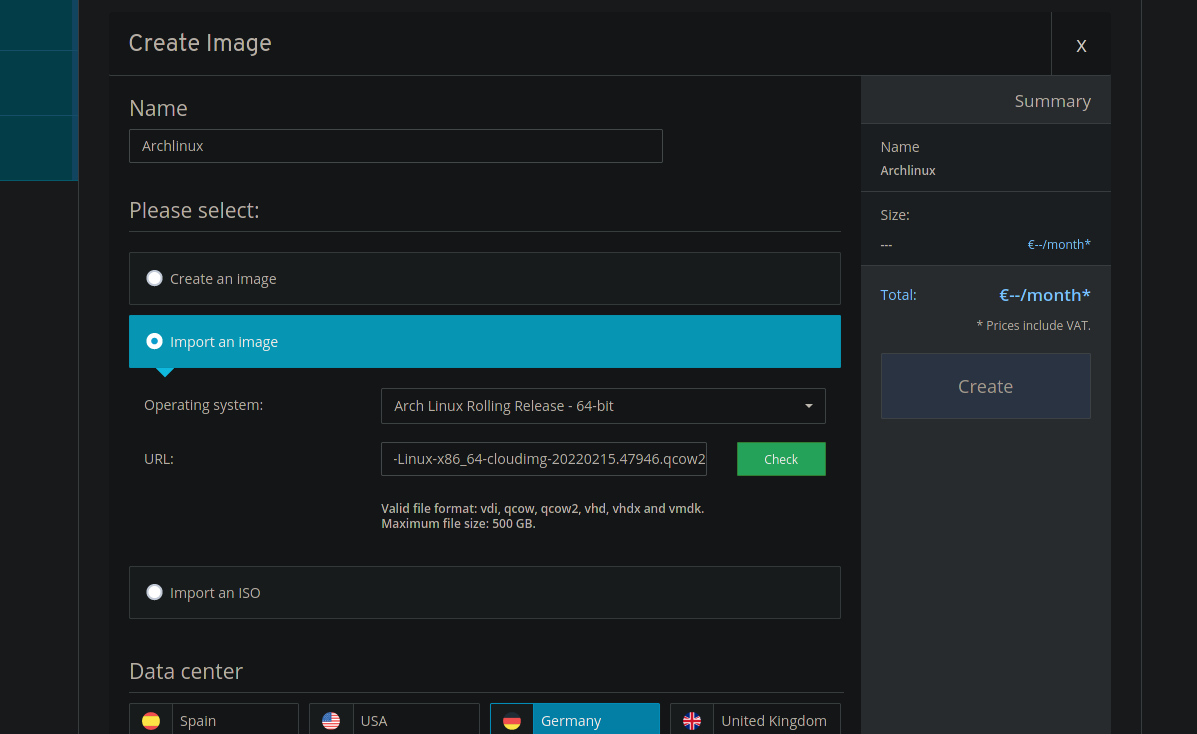 Create Image
X
Name
Archlinux
Please select:
Create an image
Import an image
Operating system:
Arch Linux Rolling Release - 64-bit
URL:
-Linux-x86_64-cloudimg-20220215.47946.qcow2
Check
Valid file format: vdi, qcow, qcow2, vhd, vhdx and vmdk.
Maximum file size: 500 GB.
Import an ISO
Data center
Spain
USA
Germany
United Kingdom
Summary
Name
Archlinux
Size:
--- €--/month*
Total: €--/month*
* Prices include VAT.
Create